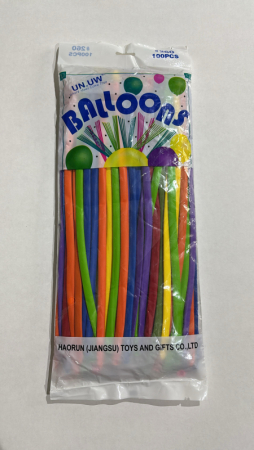 100PCS
UN.UW
BALLOONS
HAORUN (JIANGSU) TOYS AND GIFTS CO.,LTD